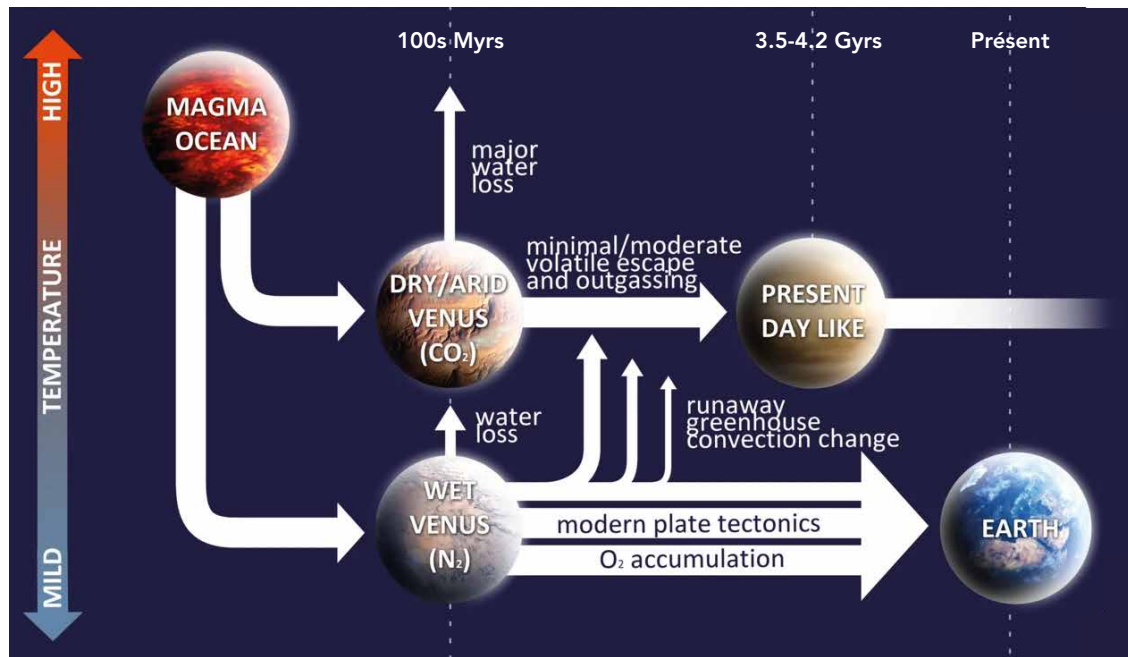 100s Myrs
3.5-4.2 Gyrs
Présent
HIGH
TEMPERATURE
MILD
MAGMA
OCEAN
major
water
loss
DRY/ARID
VENUS
(CO₂)
minimal/moderate
volatile escape
and outgassing
PRESENT
DAY LIKE
water
loss
runaway
greenhouse
convection change
WET
VENUS
(N₂)
modern plate tectonics
O₂ accumulation
EARTH